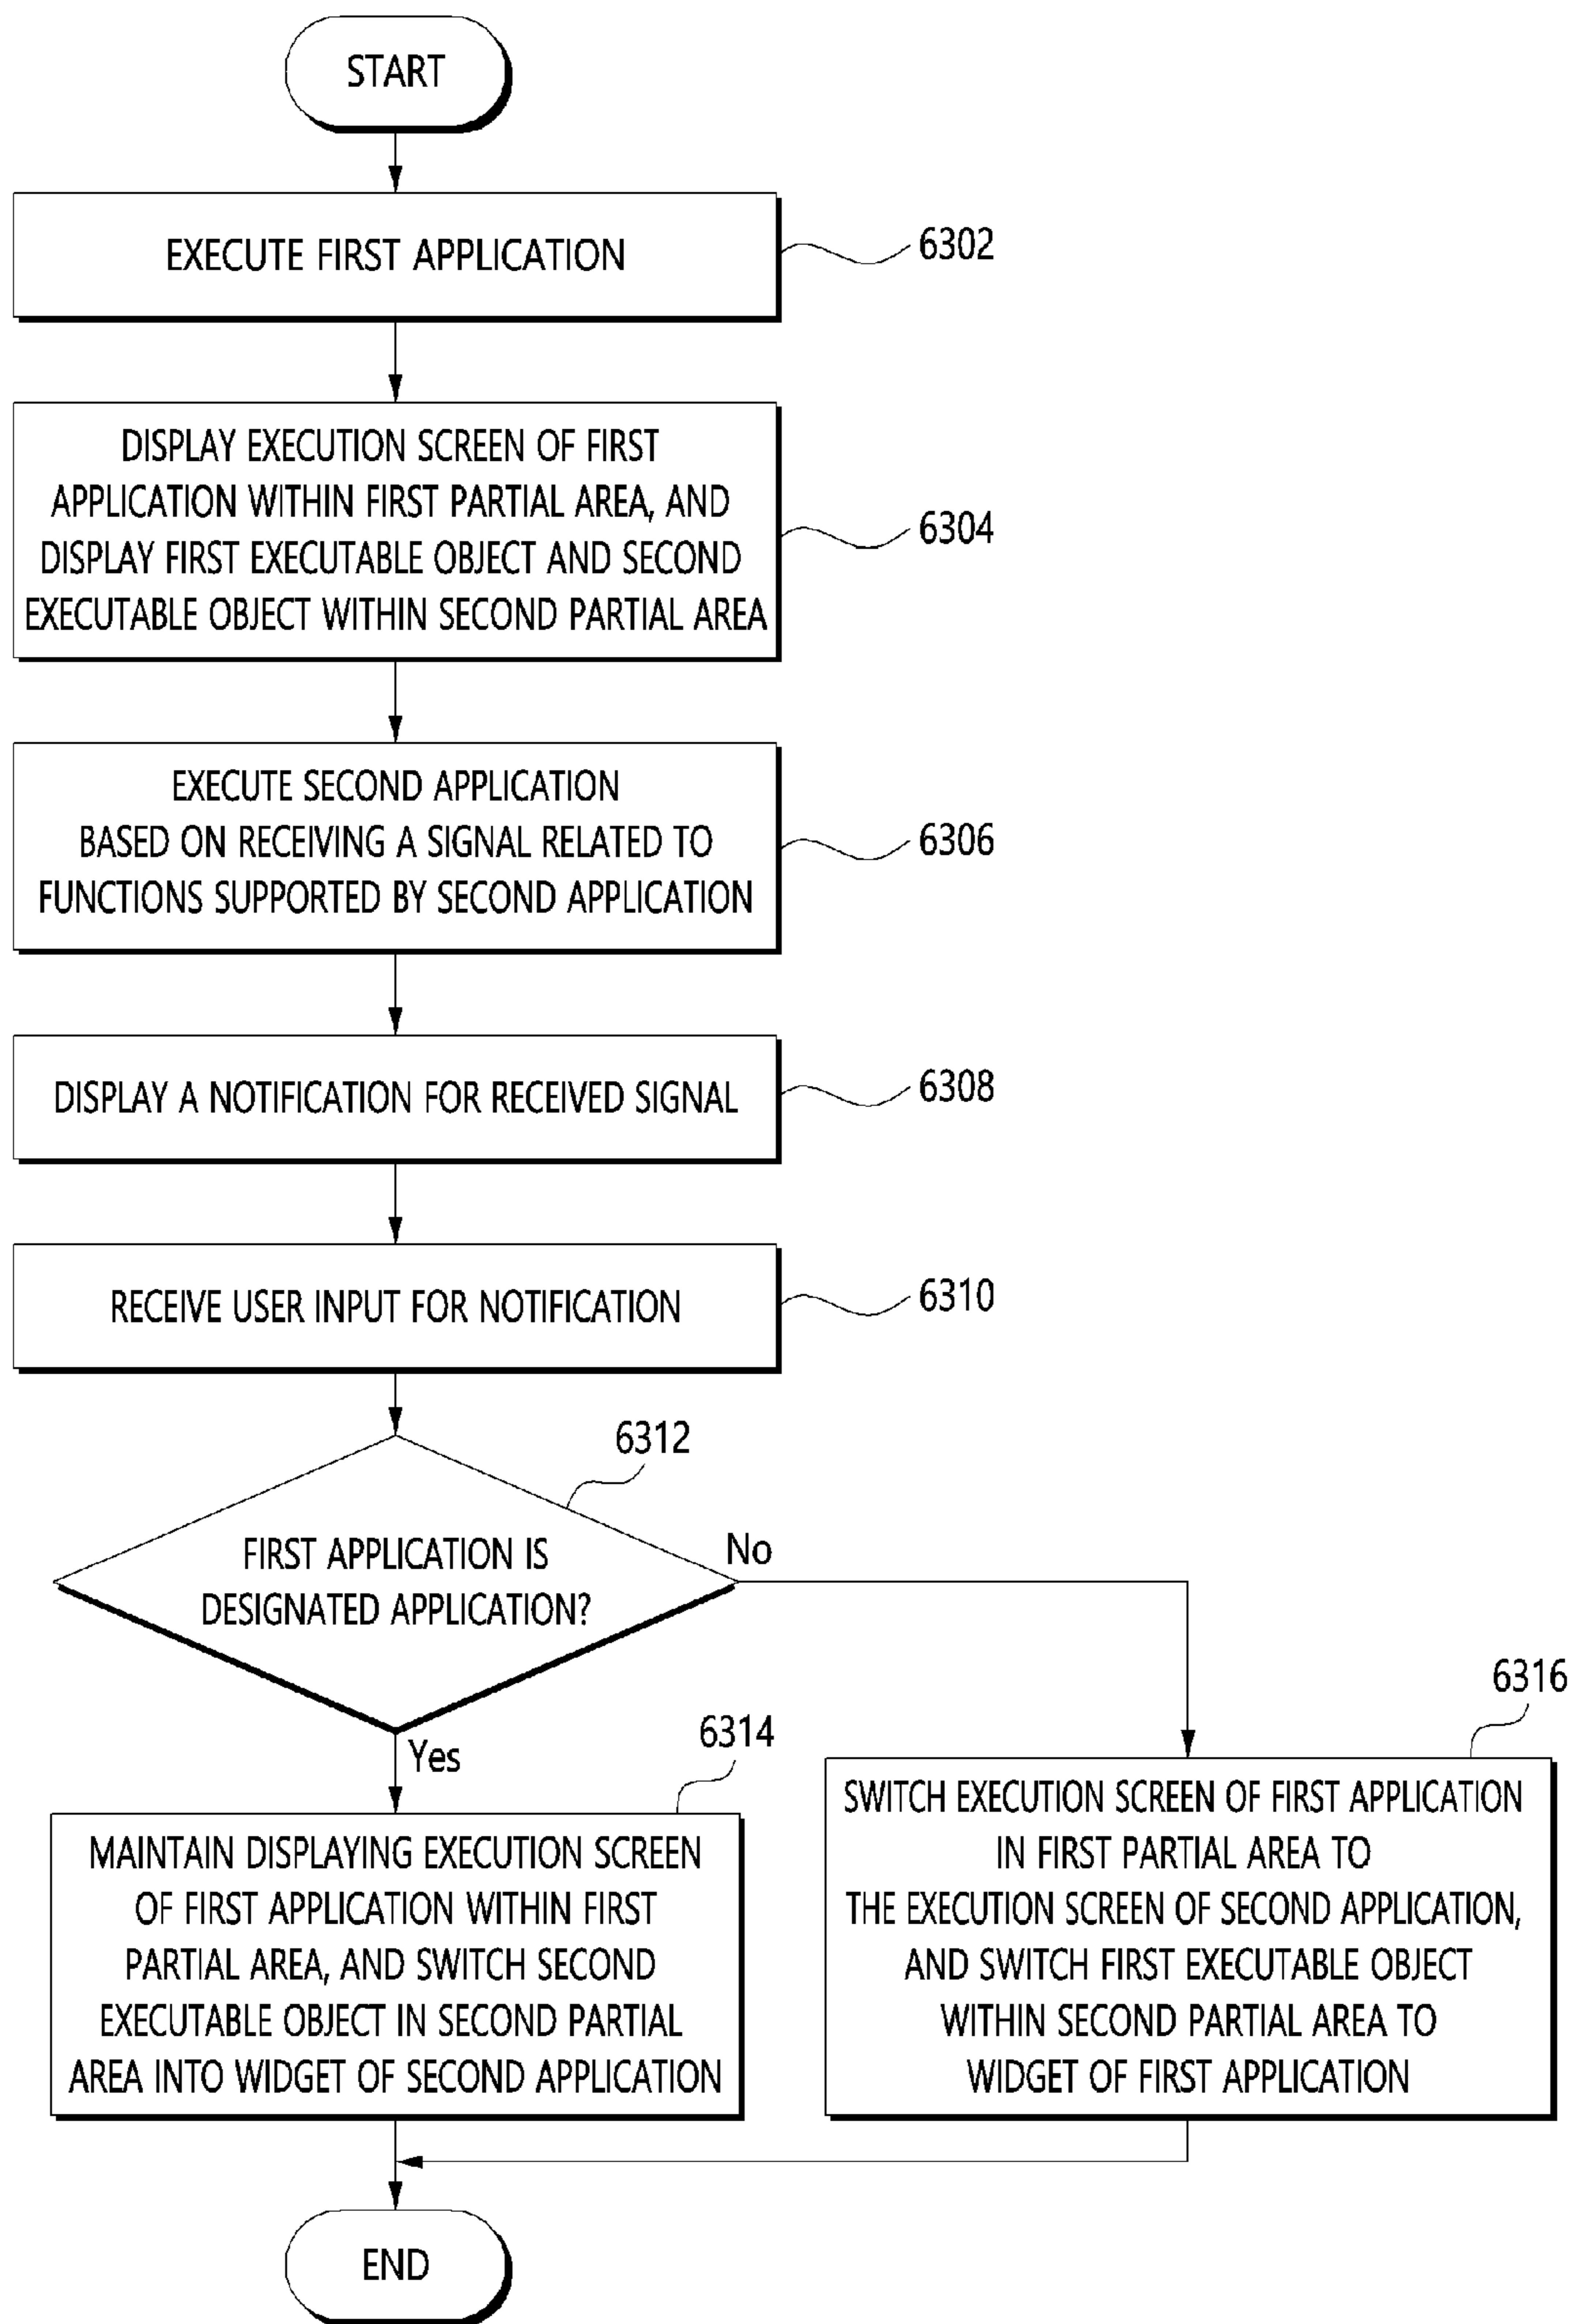 START
EXECUTE FIRST APPLICATION
6302
DISPLAY EXECUTION SCREEN OF FIRST
APPLICATION WITHIN FIRST PARTIAL AREA, AND
DISPLAY FIRST EXECUTABLE OBJECT AND SECOND
EXECUTABLE OBJECT WITHIN SECOND PARTIAL AREA
6304
EXECUTE SECOND APPLICATION
BASED ON RECEIVING A SIGNAL RELATED TO
FUNCTIONS SUPPORTED BY SECOND APPLICATION
6306
DISPLAY A NOTIFICATION FOR RECEIVED SIGNAL
6308
RECEIVE USER INPUT FOR NOTIFICATION
6310
6312
FIRST APPLICATION IS
DESIGNATED APPLICATION?
No
Yes
6314
MAINTAIN DISPLAYING EXECUTION SCREEN
OF FIRST APPLICATION WITHIN FIRST
PARTIAL AREA, AND SWITCH SECOND
EXECUTABLE OBJECT IN SECOND PARTIAL
AREA INTO WIDGET OF SECOND APPLICATION
6316
SWITCH EXECUTION SCREEN OF FIRST APPLICATION
IN FIRST PARTIAL AREA TO
THE EXECUTION SCREEN OF SECOND APPLICATION,
AND SWITCH FIRST EXECUTABLE OBJECT
WITHIN SECOND PARTIAL AREA TO
WIDGET OF FIRST APPLICATION
END